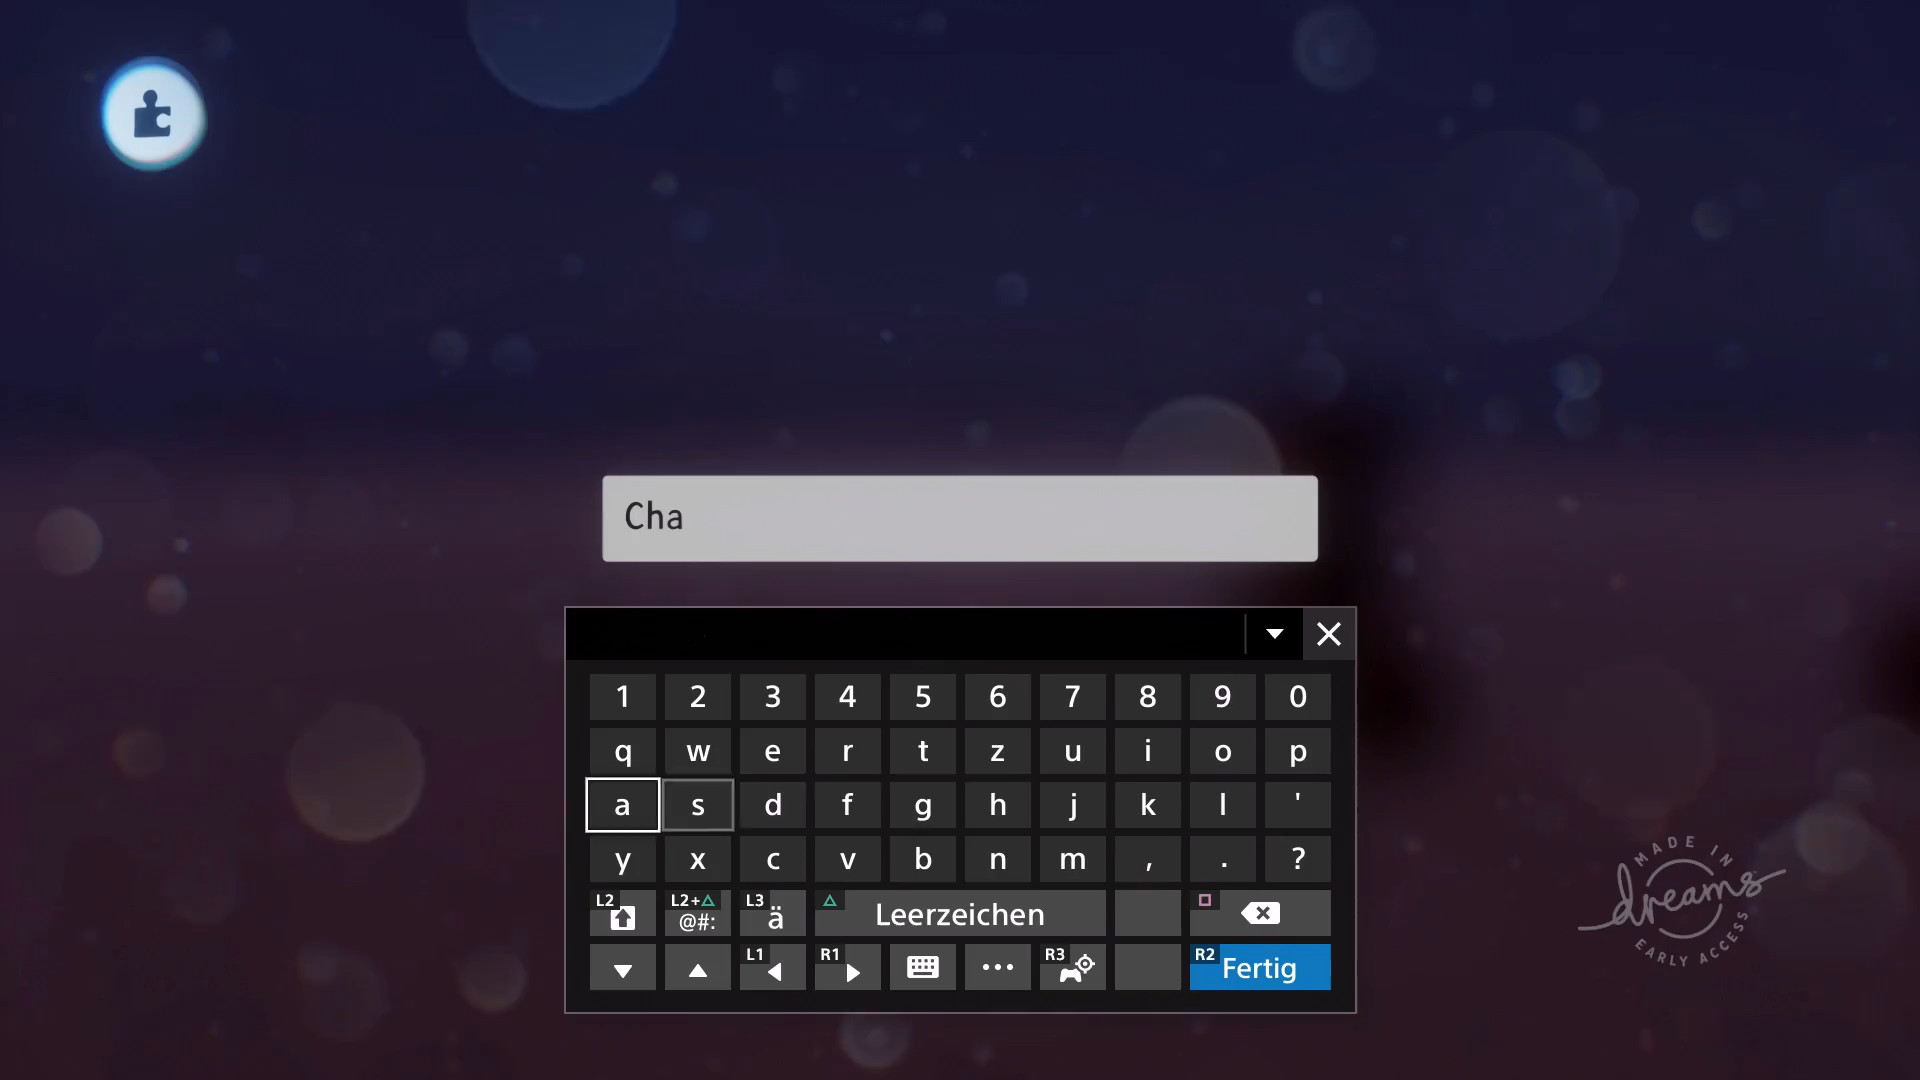 Cha
1 2 3 4 5 6 7 8 9 0
q w e r t z u i o p
a s d f g h j k l '
y x c v b n m , . ?
L2 L2+△ @#: L3 ä △ Leerzeichen
L1 R1 ... R3 R2 Fertig
MADE IN
dreams
EARLY ACCESS